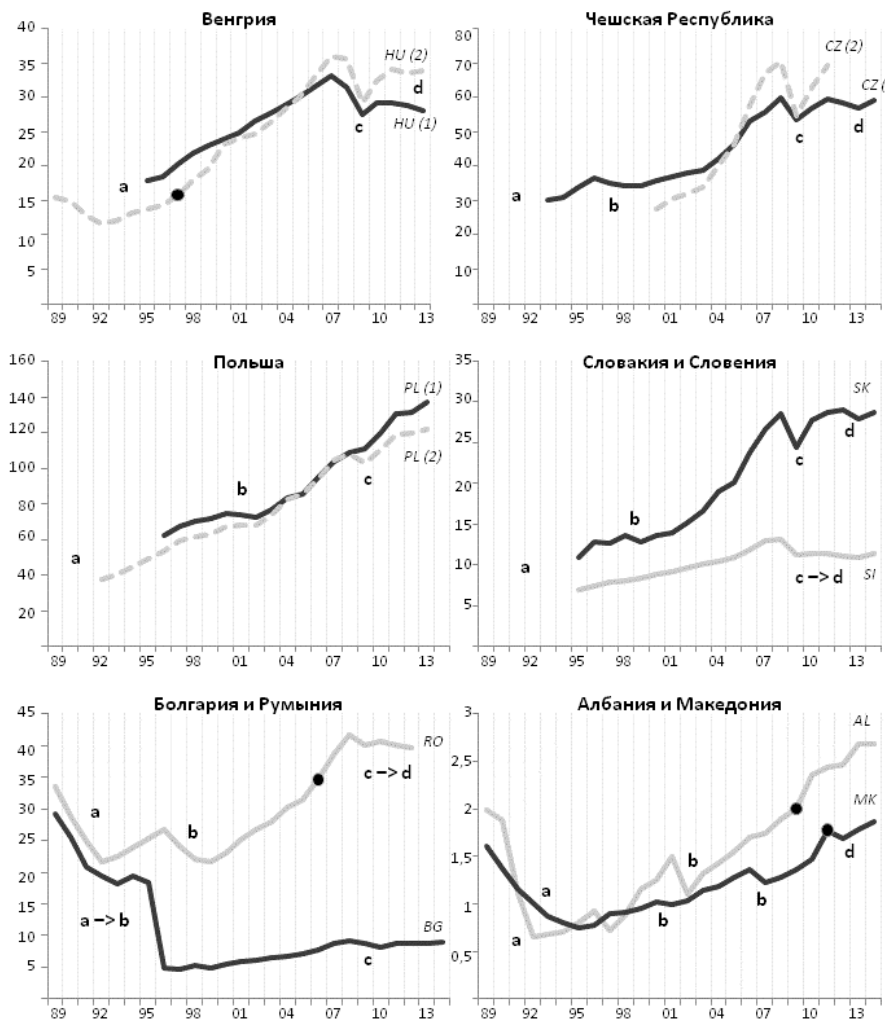 Венгрия
40
35
30
25
20
15
10
5
HU (2)
d
c
HU (1)
a
89 92 95 98 01 04 07 10 13
Чешская Республика
80
70
60
50
40
30
20
10
CZ (2)
CZ (
c
d
a
b
89 92 95 98 01 04 07 10 13
Польша
160
140
120
100
80
60
40
20
PL (1)
PL (2)
c
b
a
89 92 95 98 01 04 07 10 13
Словакия и Словения
35
30
25
20
15
10
5
SK
d
c
b
a
c –> d
SI
89 92 95 98 01 04 07 10 13
Болгария и Румыния
45
40
35
30
25
20
15
10
5
RO
c –> d
a
b
a –> b
BG
c
89 92 95 98 01 04 07 10 13
Албания и Македония
3
2,5
2
1,5
1
0,5
AL
MK
d
b
a
b
b
a
89 92 95 98 01 04 07 10 13